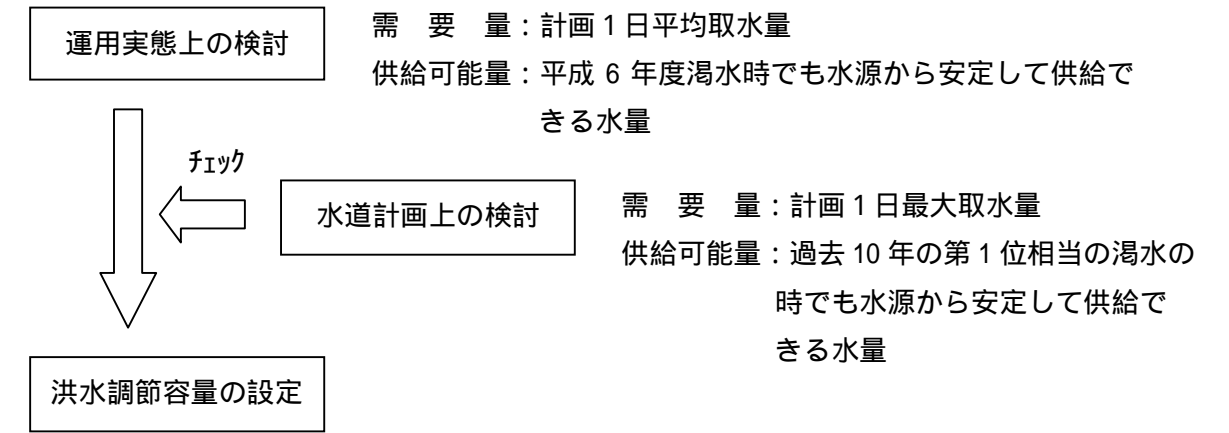 運用実態上の検討
需　要　量：計画１日平均取水量
供給可能量：平成 6 年度渇水時でも水源から安定して供給で
きる水量
ﾁｪｯｸ
水道計画上の検討
需　要　量：計画１日最大取水量
供給可能量：過去 10 年の第 1 位相当の渇水の
時でも水源から安定して供給で
きる水量
洪水調節容量の設定